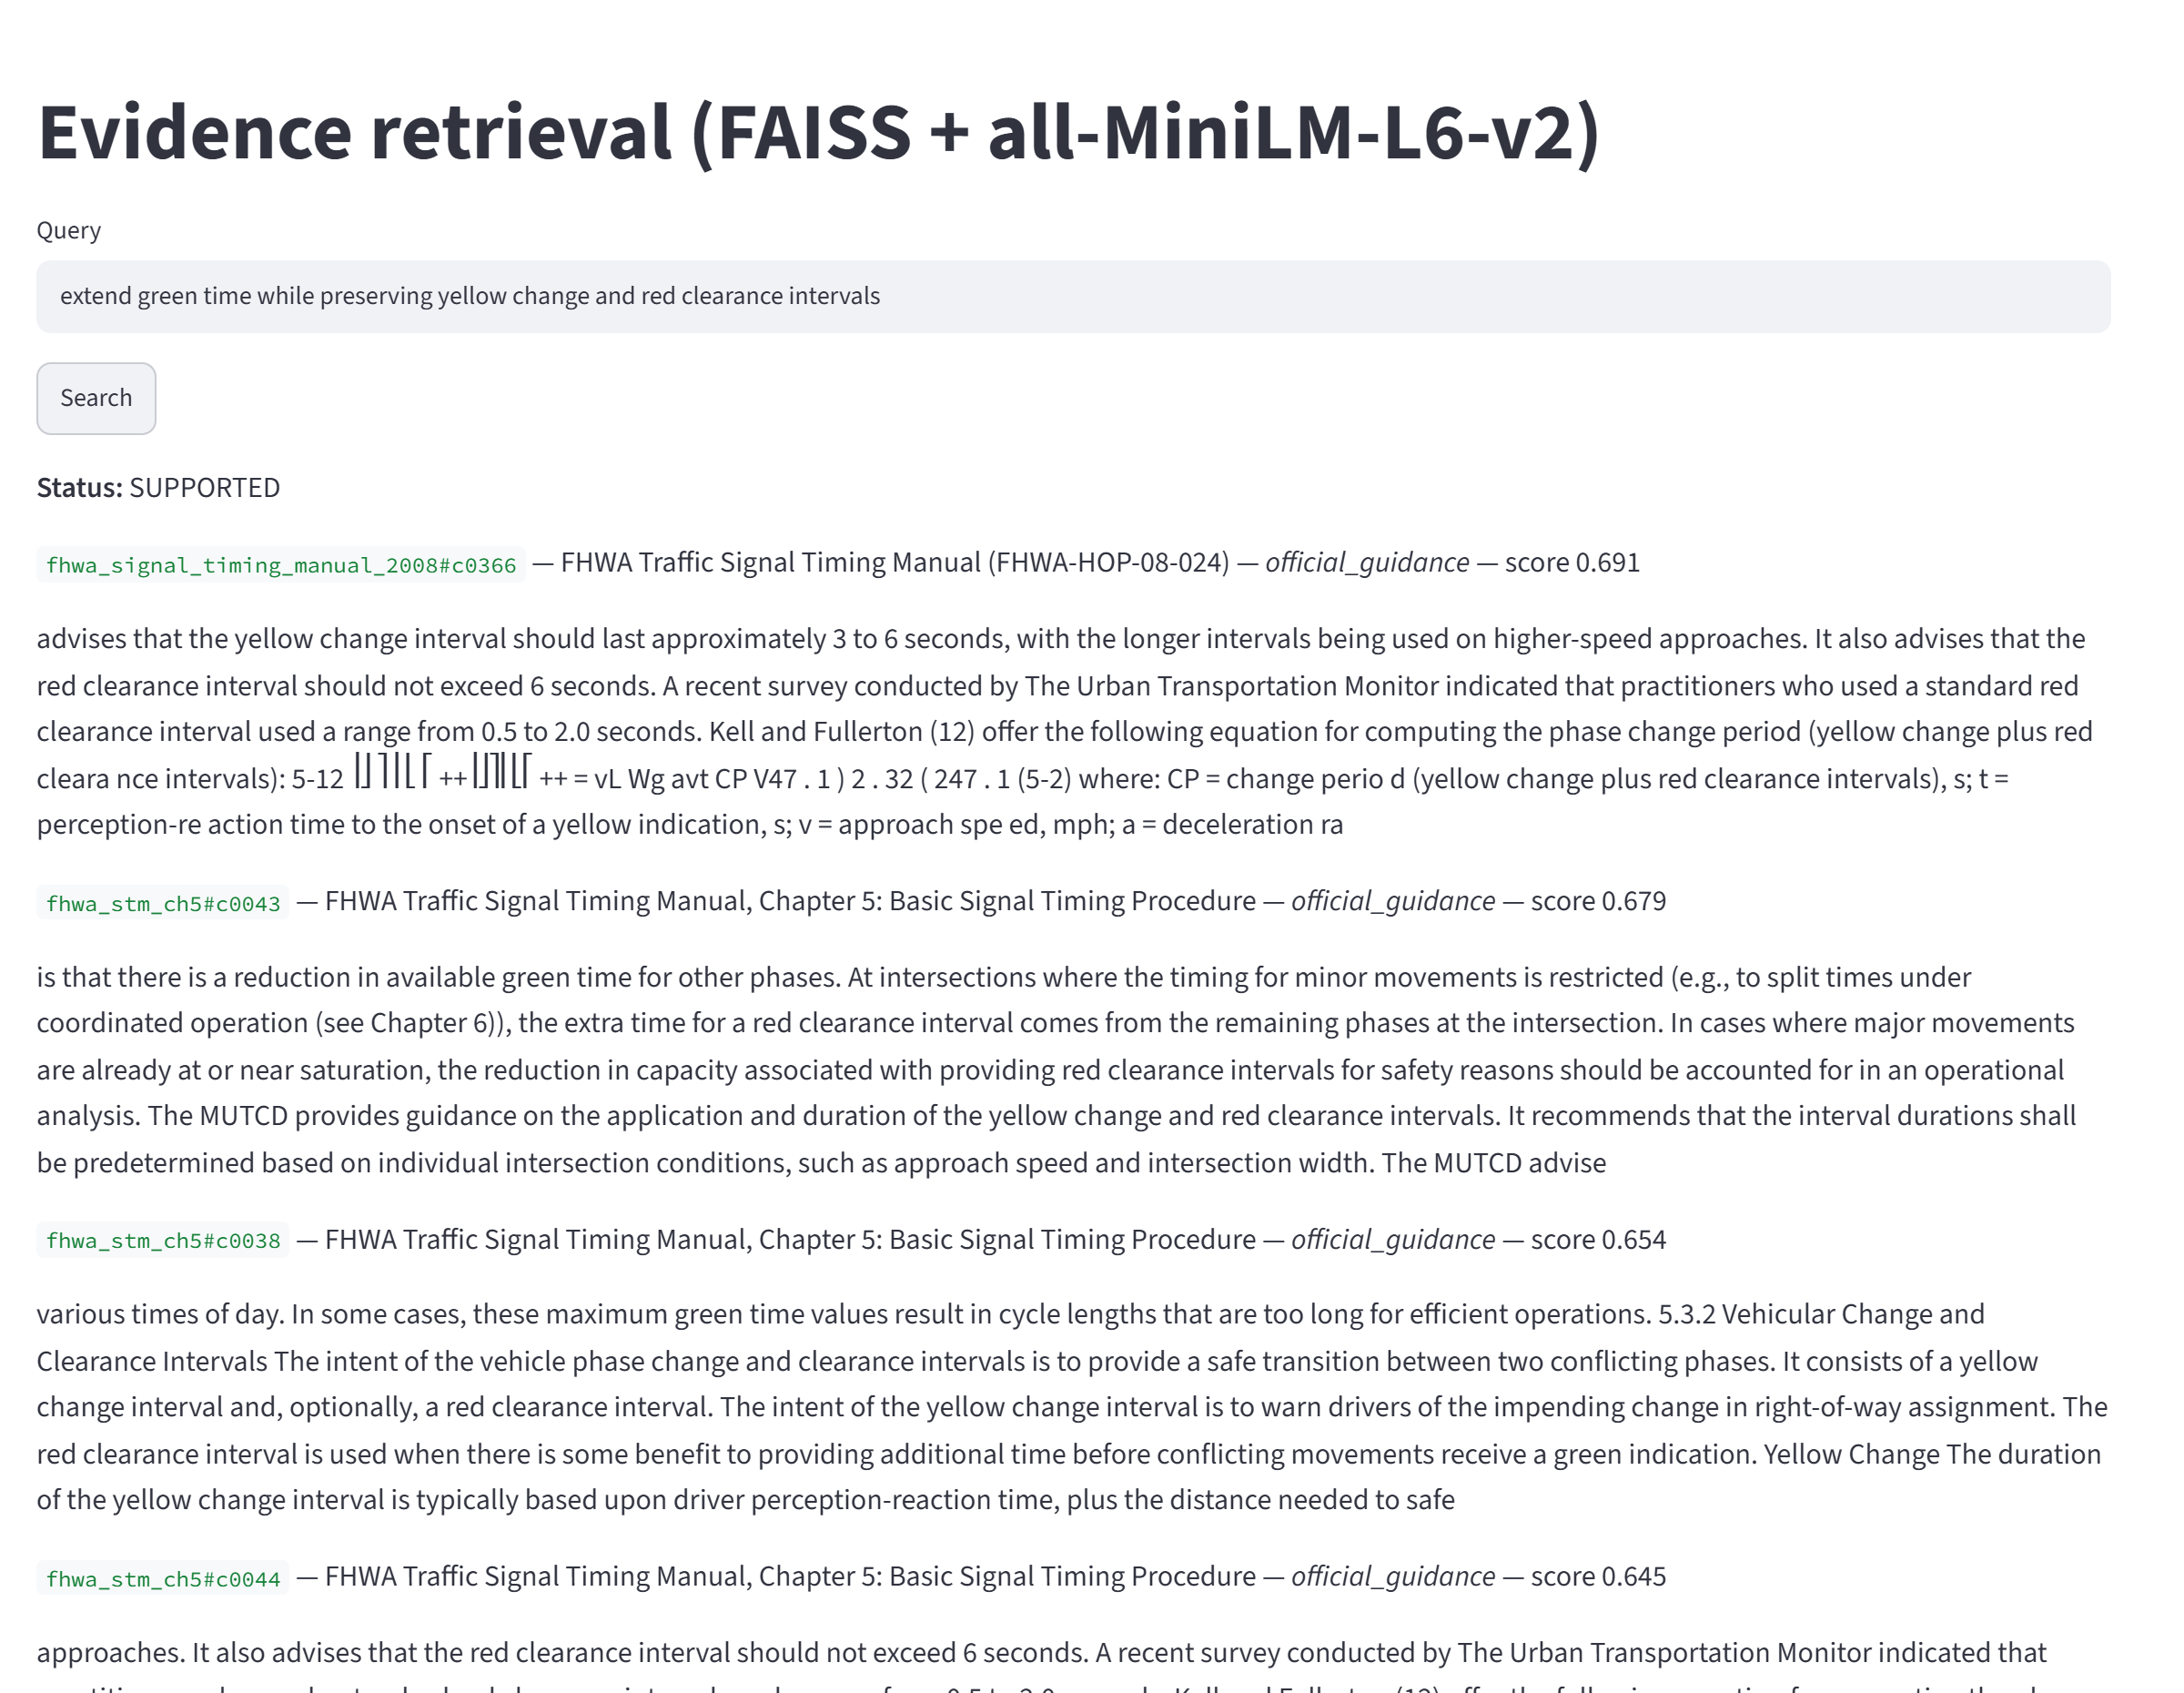 Evidence retrieval (FAISS + all-MiniLM-L6-v2)
Query
extend green time while preserving yellow change and red clearance intervals
Search
Status: SUPPORTED
fhwa_signal_timing_manual_2008#c0366 — FHWA Traffic Signal Timing Manual (FHWA-HOP-08-024) — official_guidance — score 0.691
advises that the yellow change interval should last approximately 3 to 6 seconds, with the longer intervals being used on higher-speed approaches. It also advises that the
red clearance interval should not exceed 6 seconds. A recent survey conducted by The Urban Transportation Monitor indicated that practitioners who used a standard red
clearance interval used a range from 0.5 to 2.0 seconds. Kell and Fullerton (12) offer the following equation for computing the phase change period (yellow change plus red
cleara nce intervals): 5-12 ++ ++ = vL Wg avt CP V47 . 1 ) 2 . 32 ( 247 . 1 (5-2) where: CP = change perio d (yellow change plus red clearance intervals), s; t =
perception-re action time to the onset of a yellow indication, s; v = approach spe ed, mph; a = deceleration ra
fhwa_stm_ch5#c0043 — FHWA Traffic Signal Timing Manual, Chapter 5: Basic Signal Timing Procedure — official_guidance — score 0.679
is that there is a reduction in available green time for other phases. At intersections where the timing for minor movements is restricted (e.g., to split times under
coordinated operation (see Chapter 6)), the extra time for a red clearance interval comes from the remaining phases at the intersection. In cases where major movements
are already at or near saturation, the reduction in capacity associated with providing red clearance intervals for safety reasons should be accounted for in an operational
analysis. The MUTCD provides guidance on the application and duration of the yellow change and red clearance intervals. It recommends that the interval durations shall
be predetermined based on individual intersection conditions, such as approach speed and intersection width. The MUTCD advise
fhwa_stm_ch5#c0038 — FHWA Traffic Signal Timing Manual, Chapter 5: Basic Signal Timing Procedure — official_guidance — score 0.654
various times of day. In some cases, these maximum green time values result in cycle lengths that are too long for efficient operations. 5.3.2 Vehicular Change and
Clearance Intervals The intent of the vehicle phase change and clearance intervals is to provide a safe transition between two conflicting phases. It consists of a yellow
change interval and, optionally, a red clearance interval. The intent of the yellow change interval is to warn drivers of the impending change in right-of-way assignment. The
red clearance interval is used when there is some benefit to providing additional time before conflicting movements receive a green indication. Yellow Change The duration
of the yellow change interval is typically based upon driver perception-reaction time, plus the distance needed to safe
fhwa_stm_ch5#c0044 — FHWA Traffic Signal Timing Manual, Chapter 5: Basic Signal Timing Procedure — official_guidance — score 0.645
approaches. It also advises that the red clearance interval should not exceed 6 seconds. A recent survey conducted by The Urban Transportation Monitor indicated that